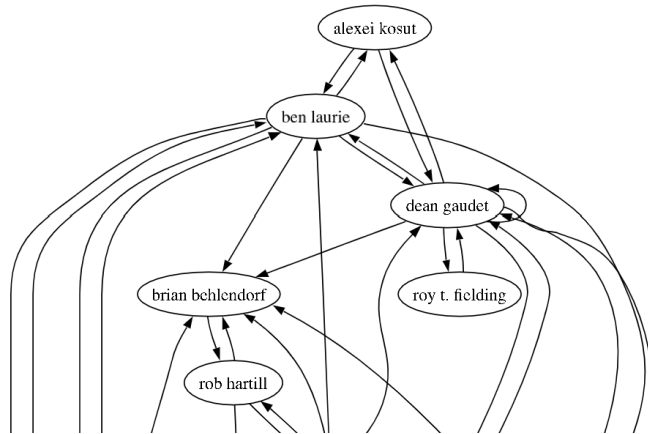 alexei kosut
ben laurie
dean gaudet
brian behlendorf
roy t. fielding
rob hartill